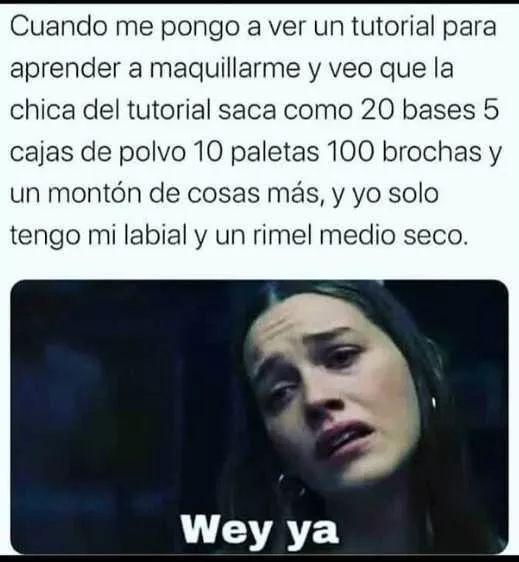 Cuando me pongo a ver un tutorial para
aprender a maquillarme y veo que la
chica del tutorial saca como 20 bases 5
cajas de polvo 10 paletas 100 brochas y
un montón de cosas más, y yo solo
tengo mi labial y un rimel medio seco.
Wey ya